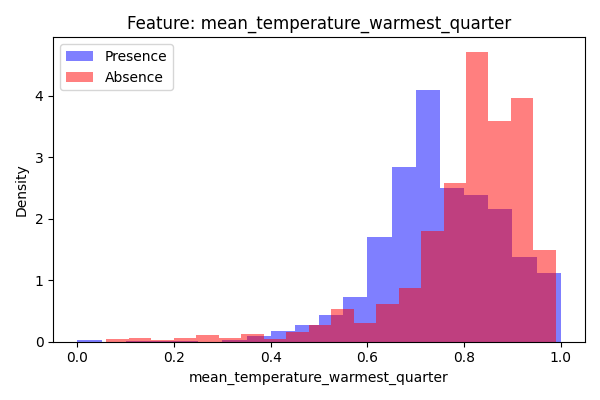 Feature: mean_temperature_warmest_quarter
Presence
Absence
Density
4
3
2
1
0
0.0 0.2 0.4 0.6 0.8 1.0
mean_temperature_warmest_quarter